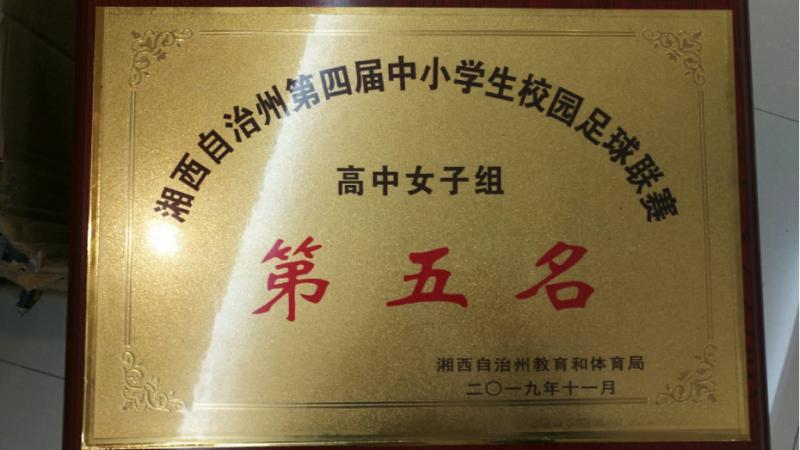 湘西自治州第四届中小学生校园足球联赛
高中女子组
第五名
湘西自治州教育和体育局
二〇一九年十一月